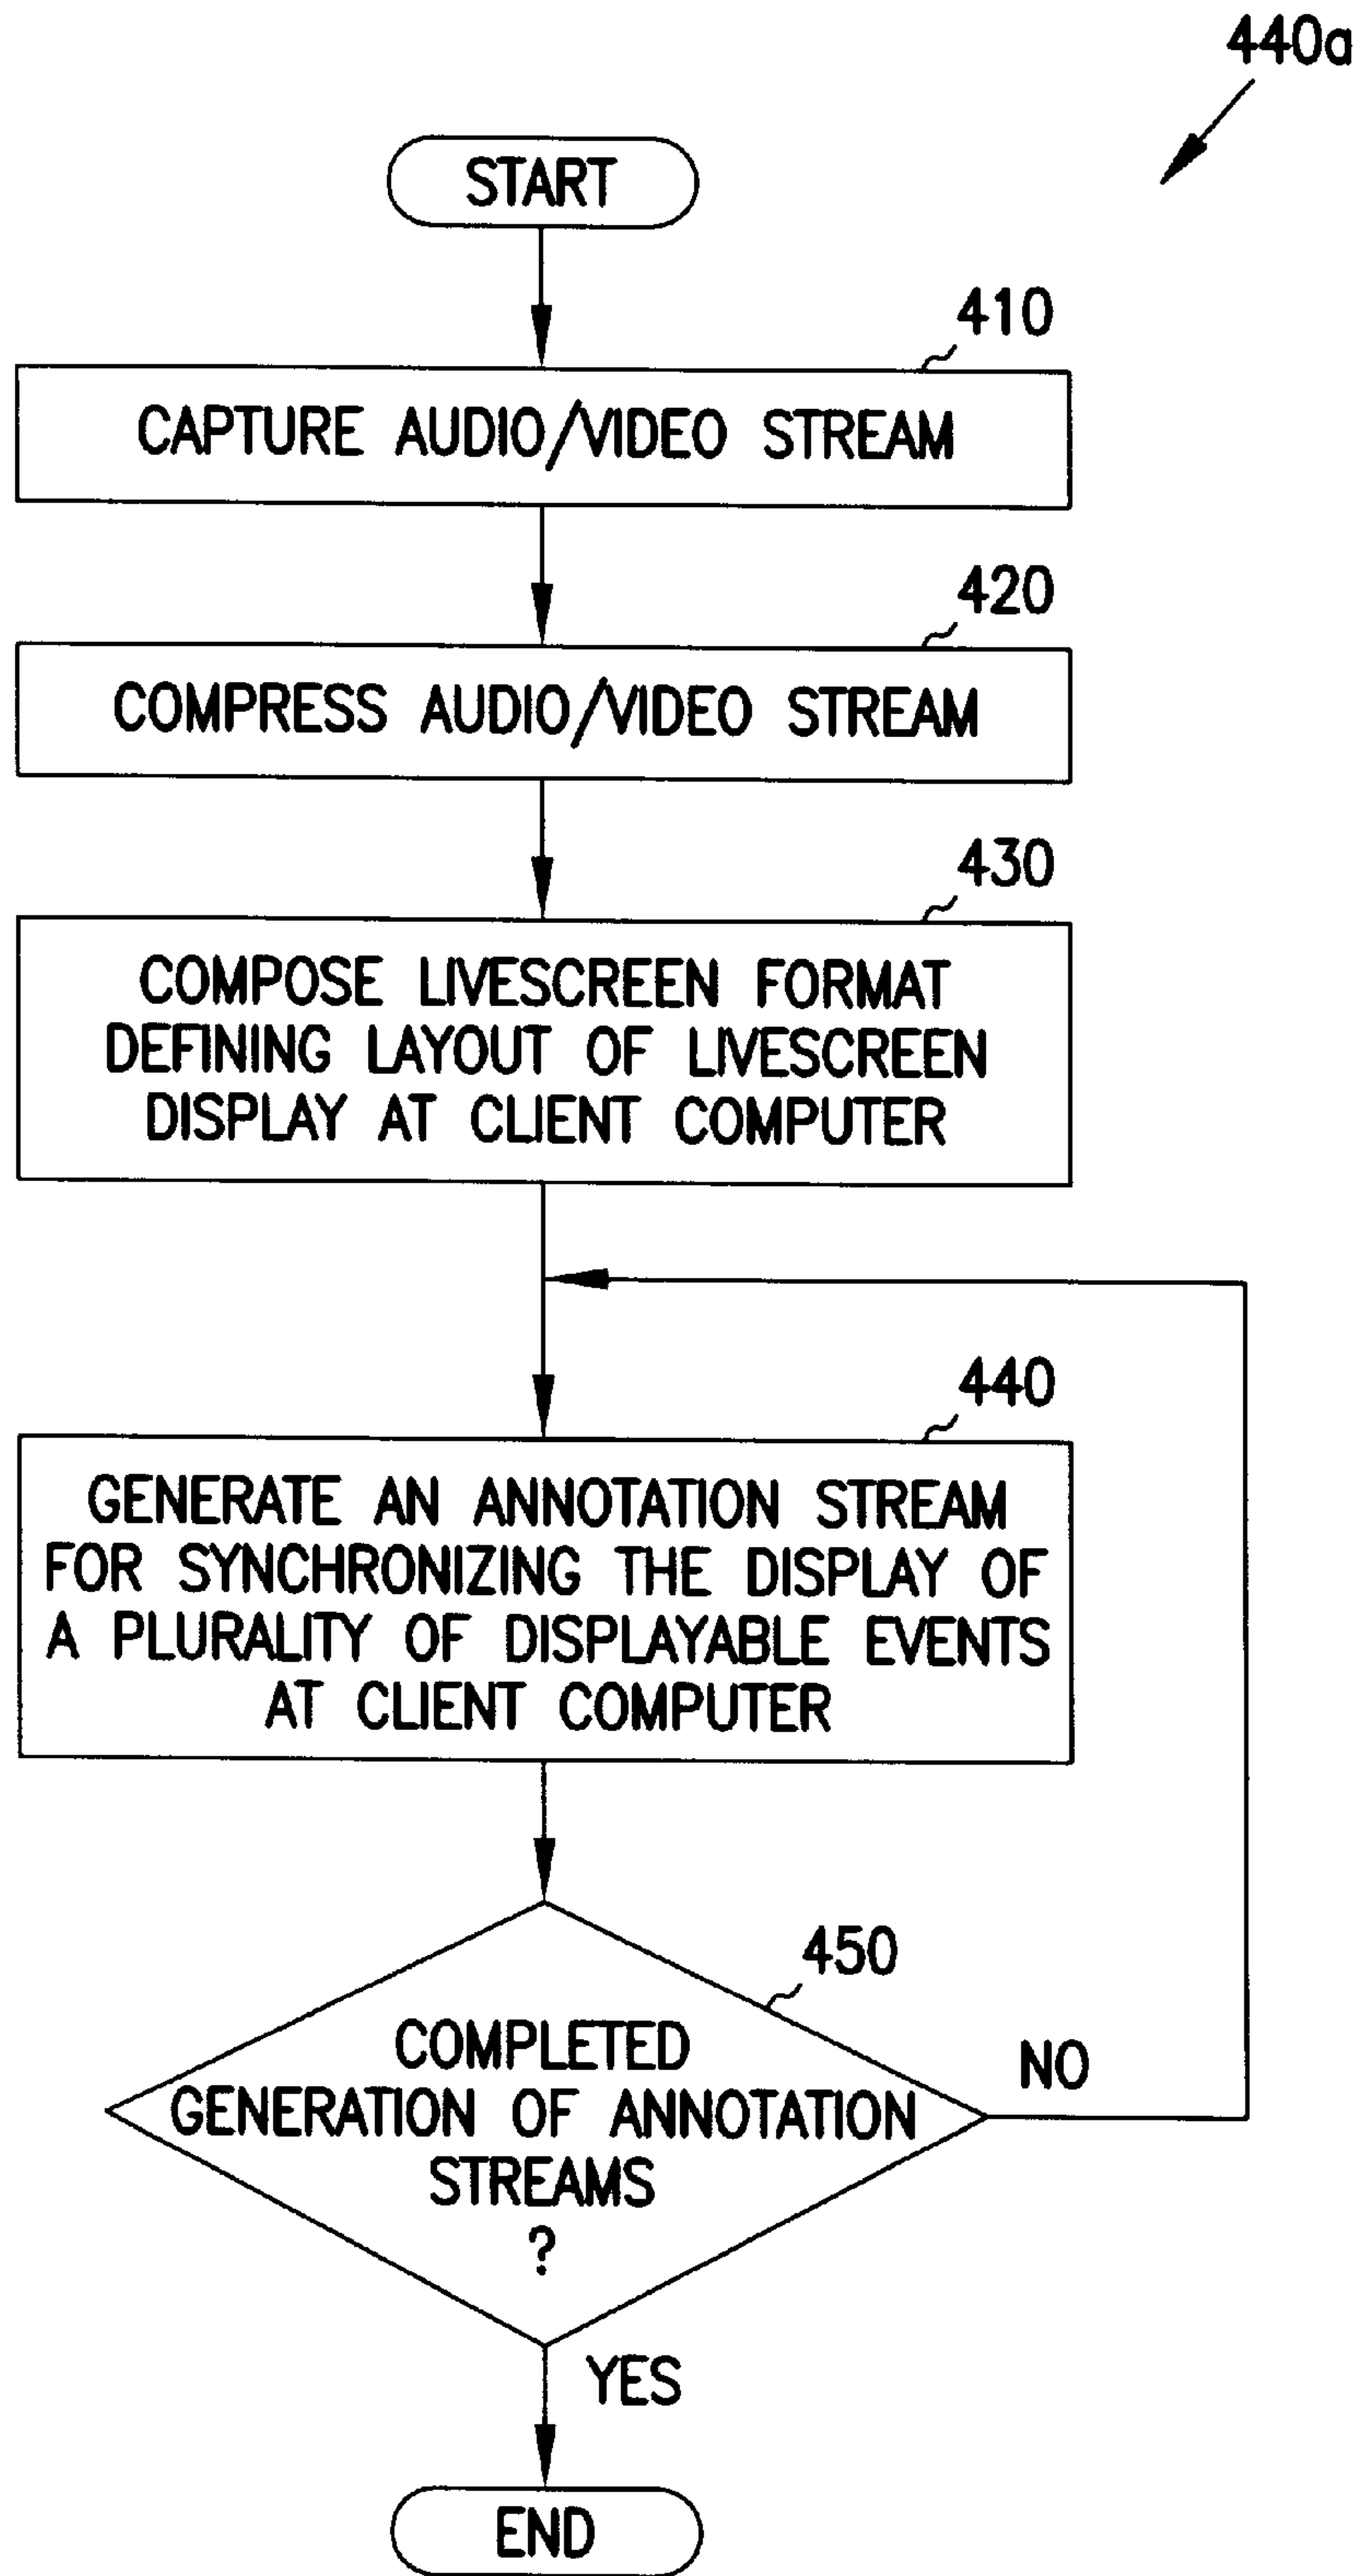 440a
START
410
CAPTURE AUDIO/VIDEO STREAM
420
COMPRESS AUDIO/VIDEO STREAM
430
COMPOSE LIVESCREEN FORMAT
DEFINING LAYOUT OF LIVESCREEN
DISPLAY AT CLIENT COMPUTER
440
GENERATE AN ANNOTATION STREAM
FOR SYNCHRONIZING THE DISPLAY OF
A PLURALITY OF DISPLAYABLE EVENTS
AT CLIENT COMPUTER
450
COMPLETED
GENERATION OF ANNOTATION
STREAMS
?
NO
YES
END